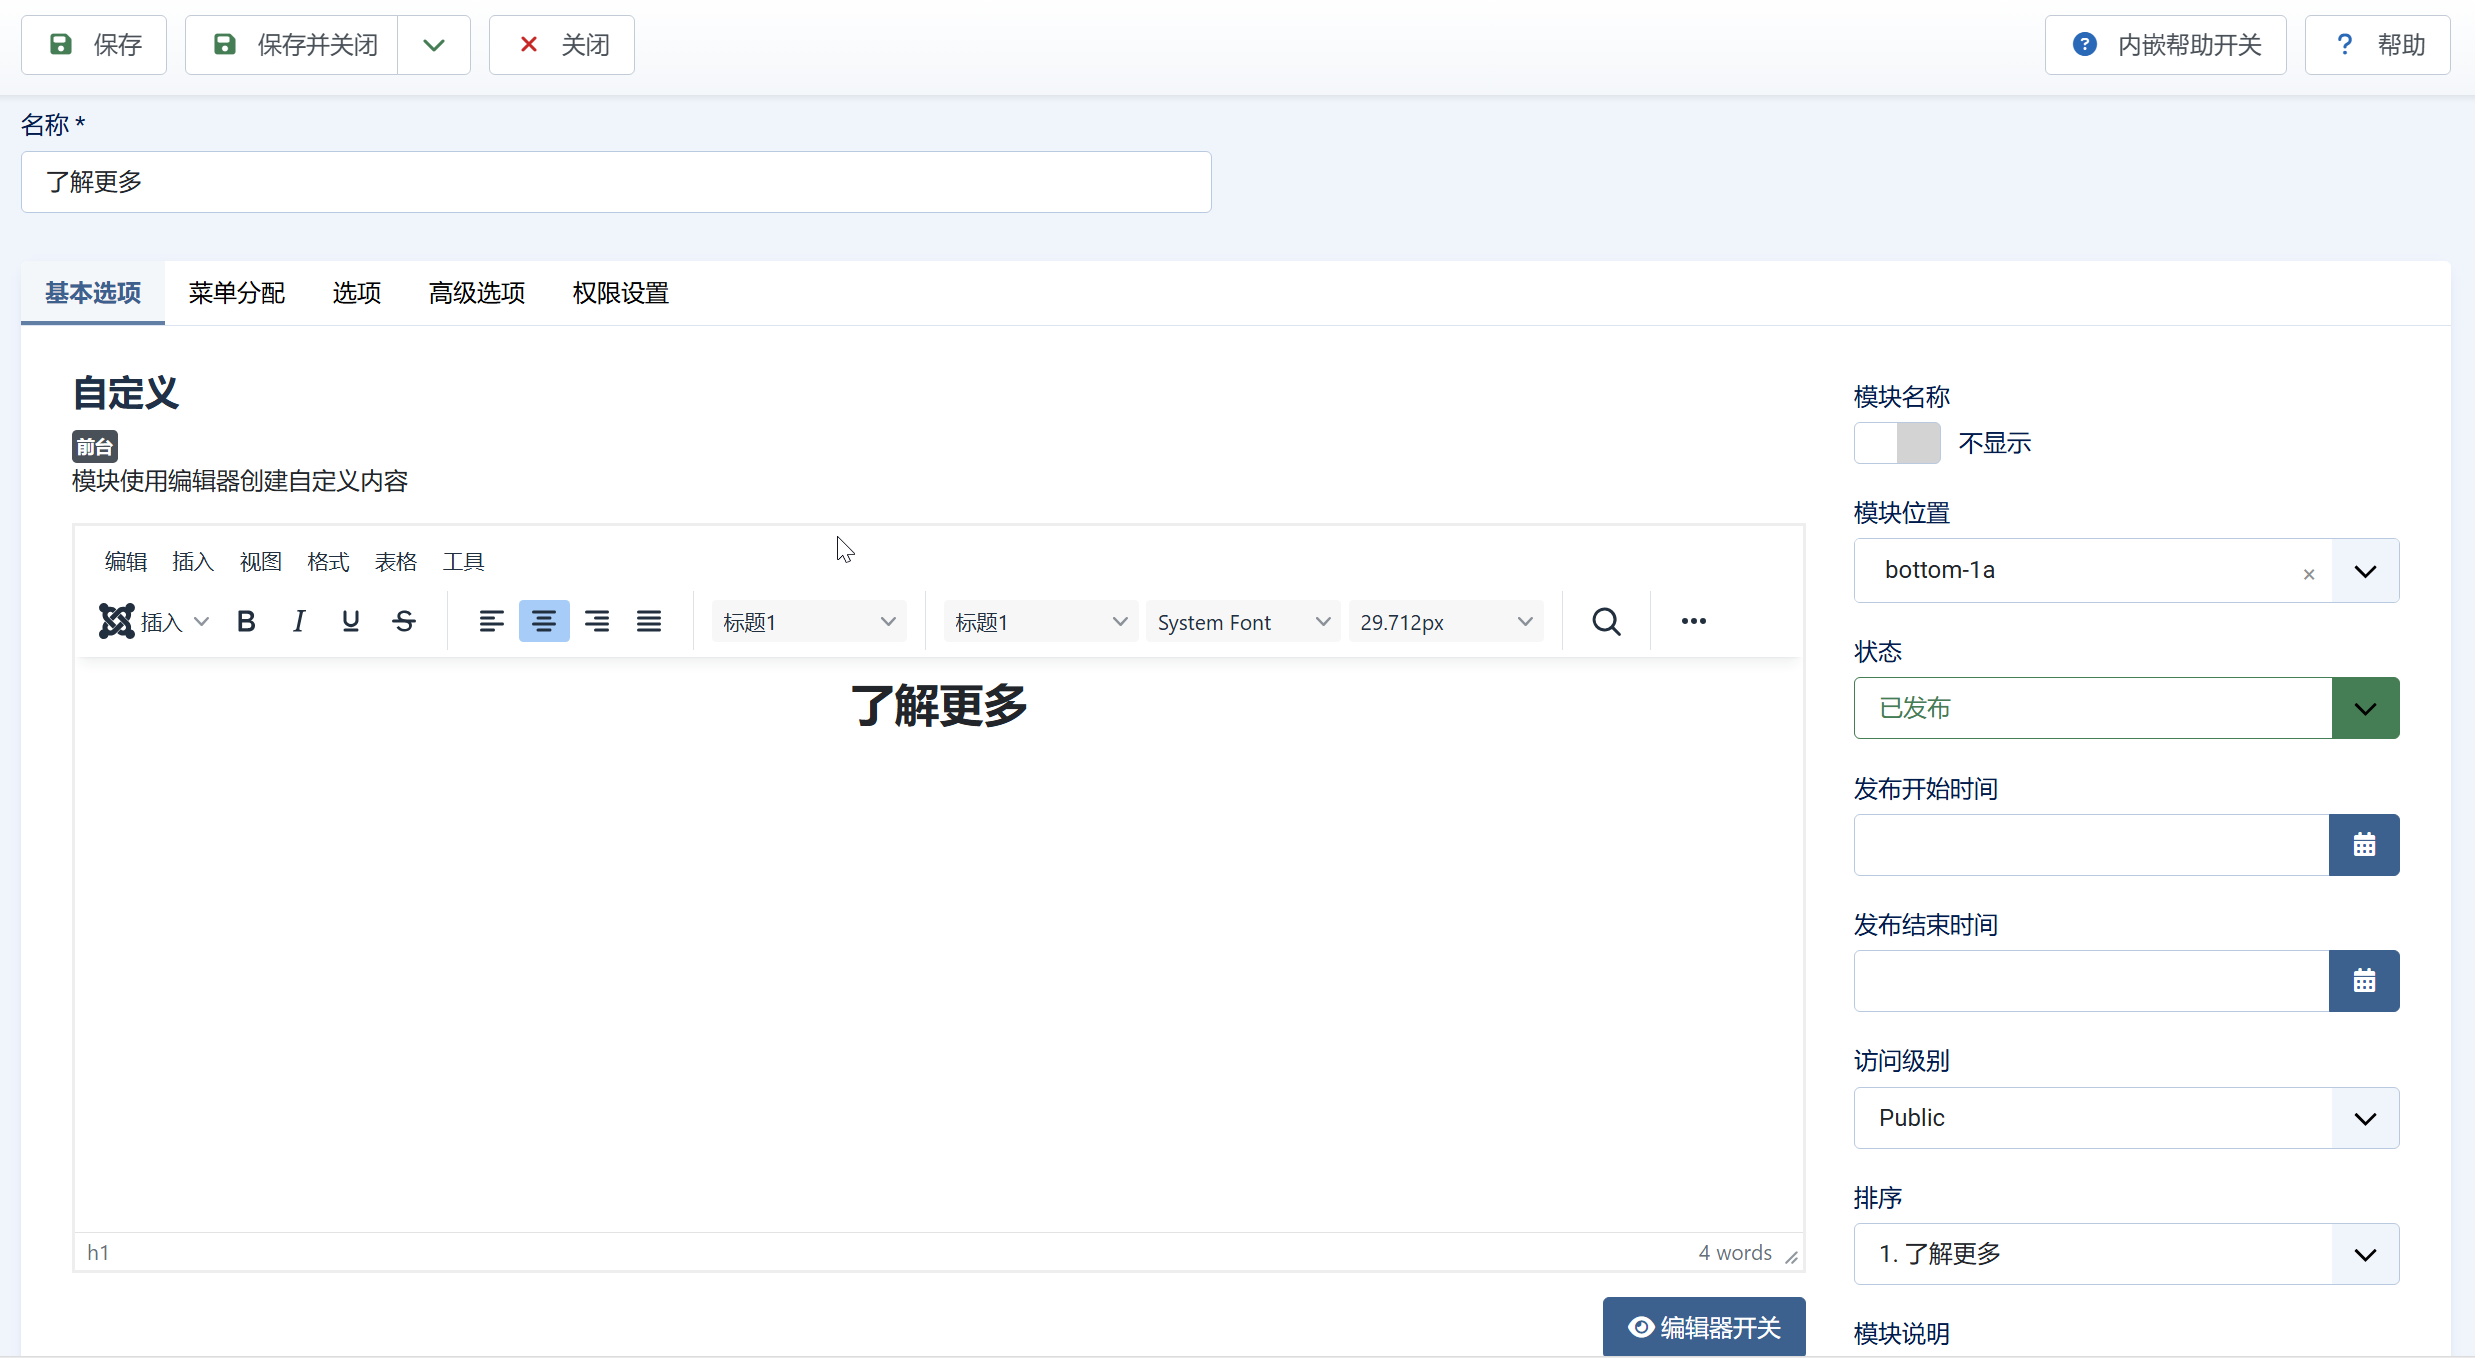 保存
保存并关闭
关闭
内嵌帮助开关
帮助
名称 *
了解更多
基本选项
菜单分配
选项
高级选项
权限设置
自定义
前台
模块使用编辑器创建自定义内容
编辑 插入 视图 格式 表格 工具
插入 B I U S 标题1 标题1 System Font 29.712px
了解更多
h1
4 words
编辑器开关
模块名称
不显示
模块位置
bottom-1a
状态
已发布
发布开始时间
发布结束时间
访问级别
Public
排序
1. 了解更多
模块说明